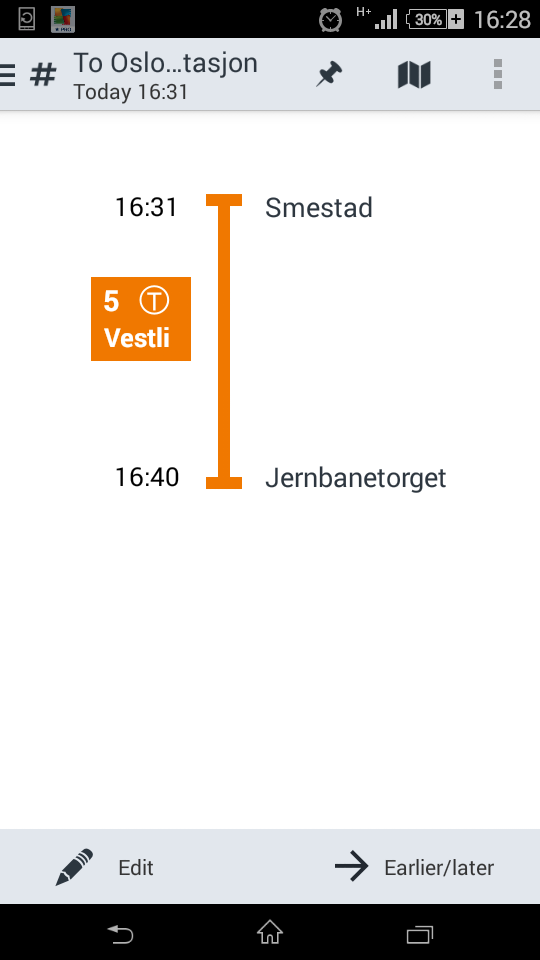 H+ 30% 16:28
# To Oslo...tasjon
Today 16:31
16:31 Smestad
5 T
Vestli
16:40 Jernbanetorget
Edit Earlier/later